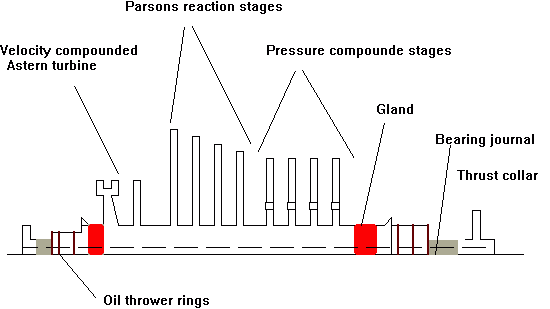 Parsons reaction stages
Velocity compounded
Astern turbine
Pressure compounde stages
Gland
Bearing journal
Thrust collar
Oil thrower rings